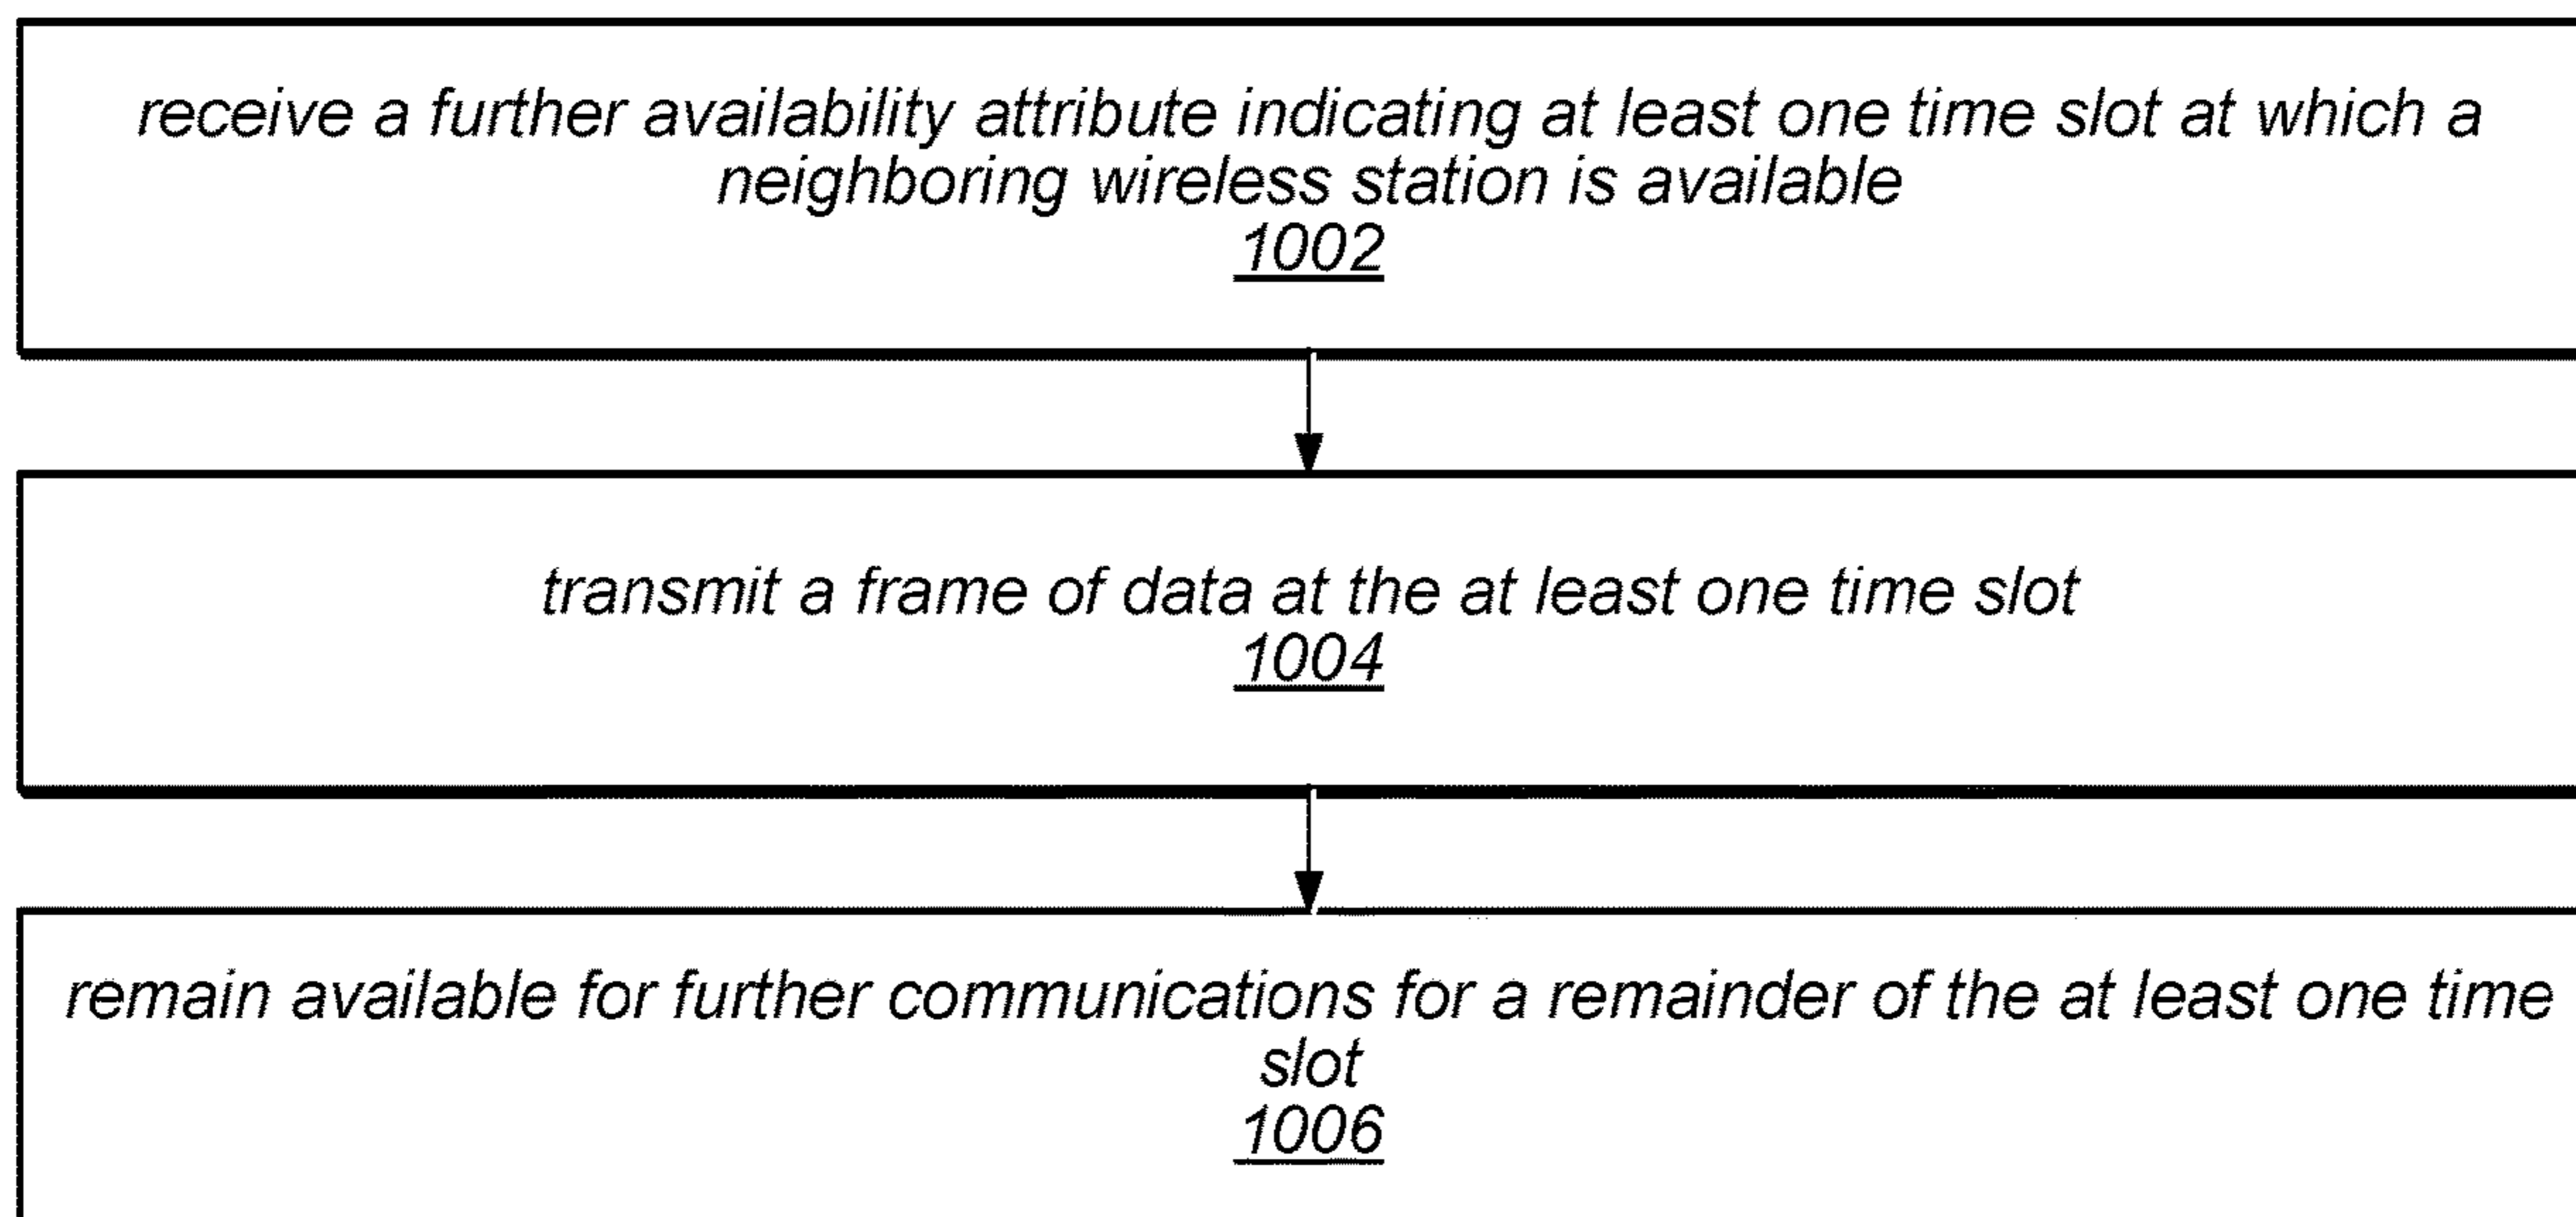 receive a further availability attribute indicating at least one time slot at which a
neighboring wireless station is available
1002
transmit a frame of data at the at least one time slot
1004
remain available for further communications for a remainder of the at least one time
slot
1006